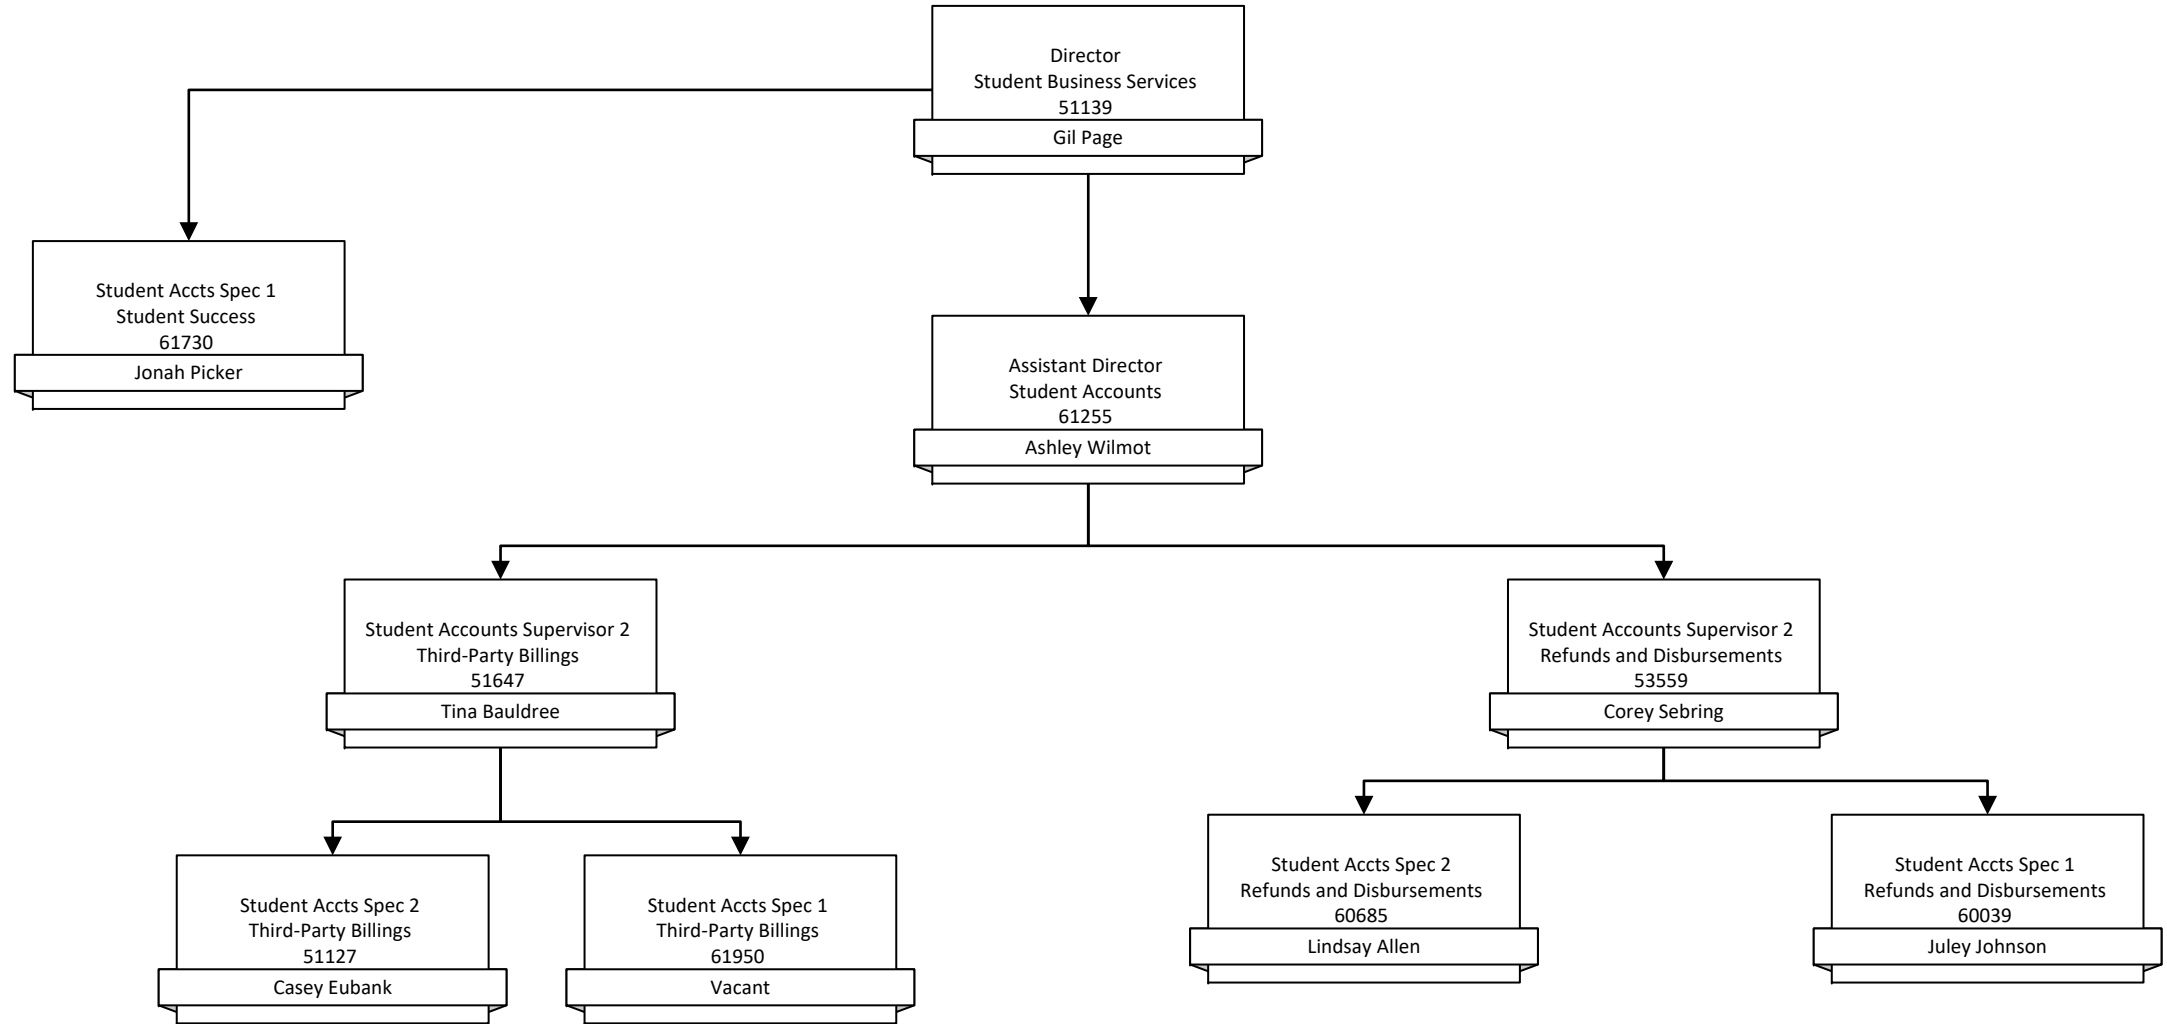 Director
Student Business Services
51139
Gil Page
Student Accts Spec 1
Student Success
61730
Jonah Picker
Assistant Director
Student Accounts
61255
Ashley Wilmot
Student Accounts Supervisor 2
Third-Party Billings
51647
Tina Bauldree
Student Accounts Supervisor 2
Refunds and Disbursements
53559
Corey Sebring
Student Accts Spec 2
Third-Party Billings
51127
Casey Eubank
Student Accts Spec 1
Third-Party Billings
61950
Vacant
Student Accts Spec 2
Refunds and Disbursements
60685
Lindsay Allen
Student Accts Spec 1
Refunds and Disbursements
60039
Juley Johnson